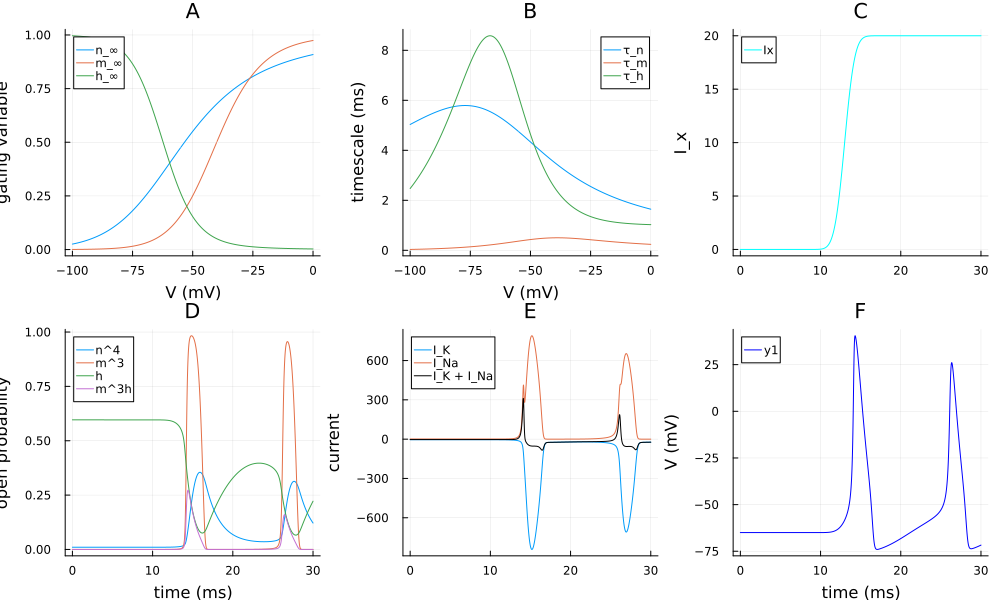 A
B
C
gating variable
1.00
0.75
0.50
0.25
0.00
n_∞
m_∞
h_∞
−100
−75
−50
−25
0
V (mV)
timescale (ms)
8
6
4
2
0
τ_n
τ_m
τ_h
−100
−75
−50
−25
0
V (mV)
I_x
20
15
10
5
0
Ix
0
10
20
30
D
E
F
open probability
1.00
0.75
0.50
0.25
0.00
n^4
m^3
h
m^3h
0
10
20
30
time (ms)
current
600
300
0
−300
−600
I_K
I_Na
I_K + I_Na
0
10
20
30
time (ms)
V (mV)
25
0
−25
−50
−75
y1
0
10
20
30
time (ms)